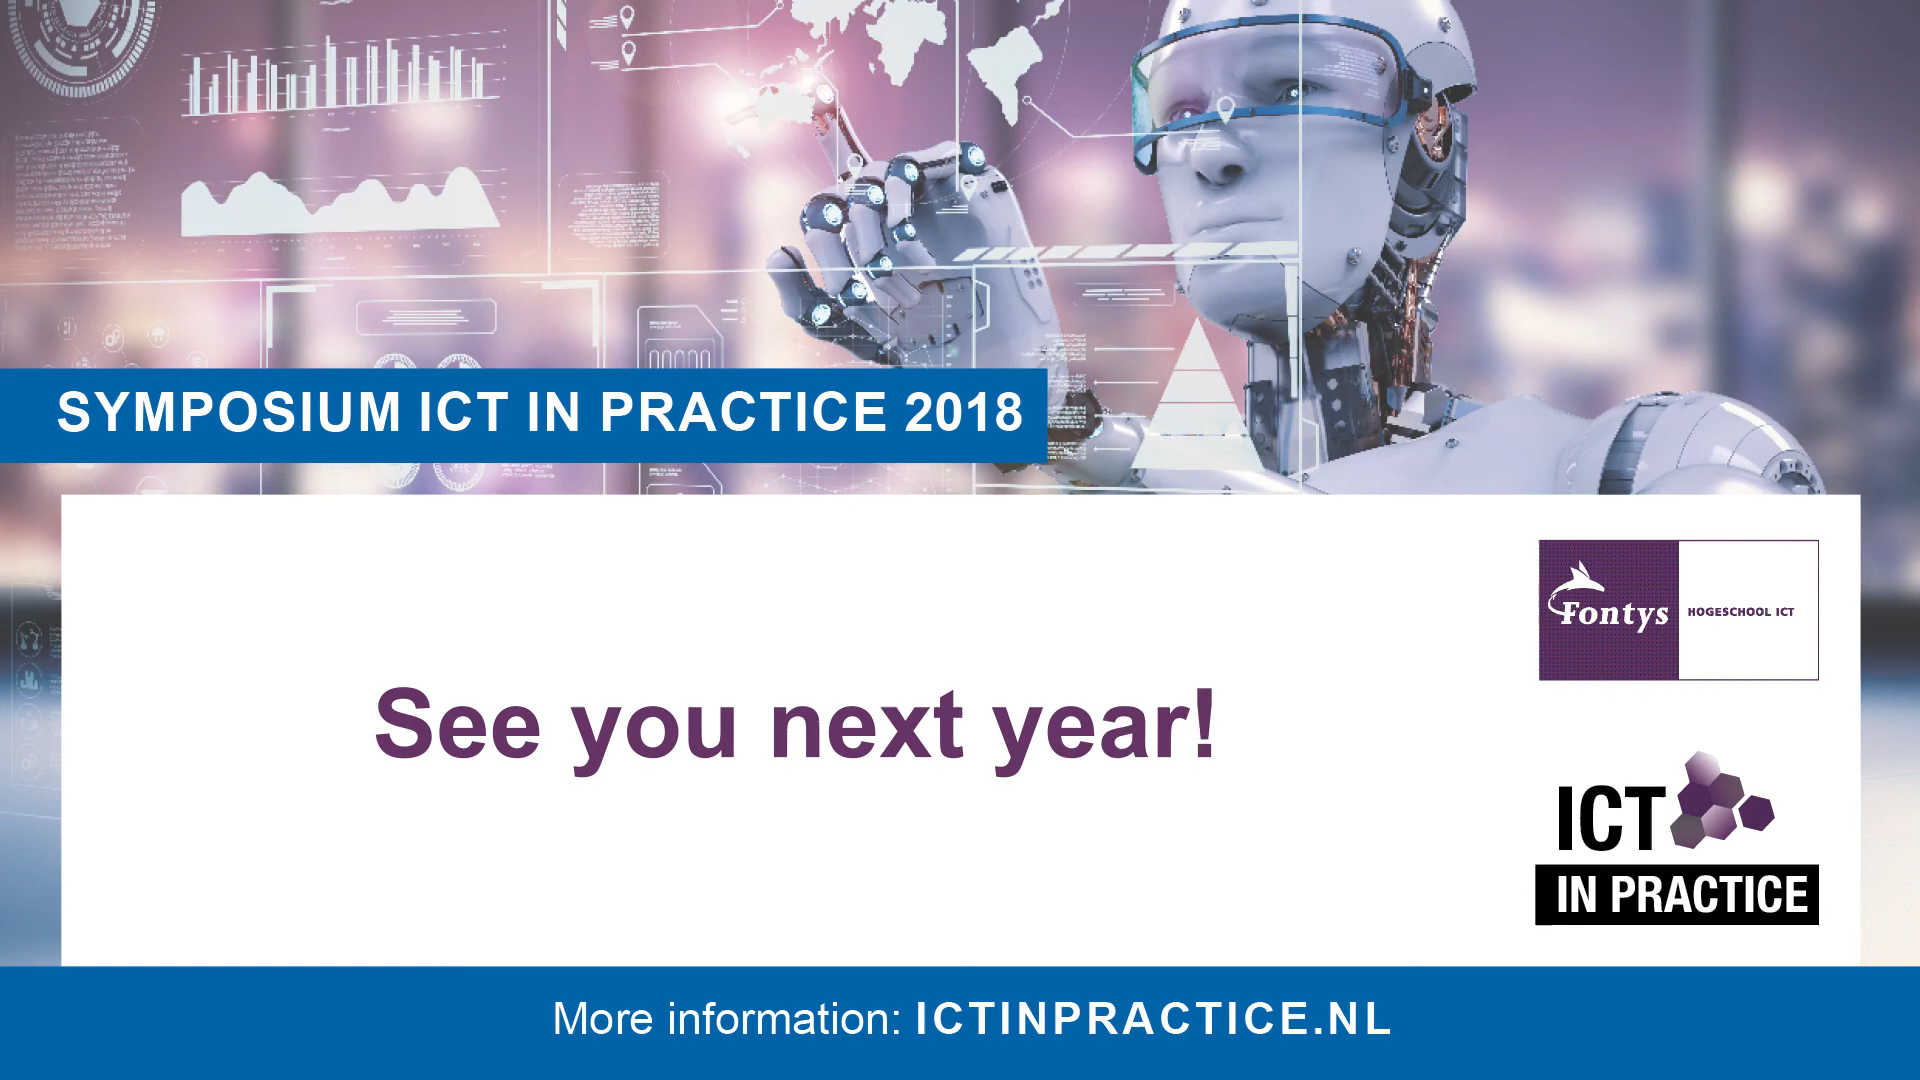 SYMPOSIUM ICT IN PRACTICE 2018
Fontys
HOGESCHOOL ICT
See you next year!
ICT
IN PRACTICE
More information: ICTINPRACTICE.NL